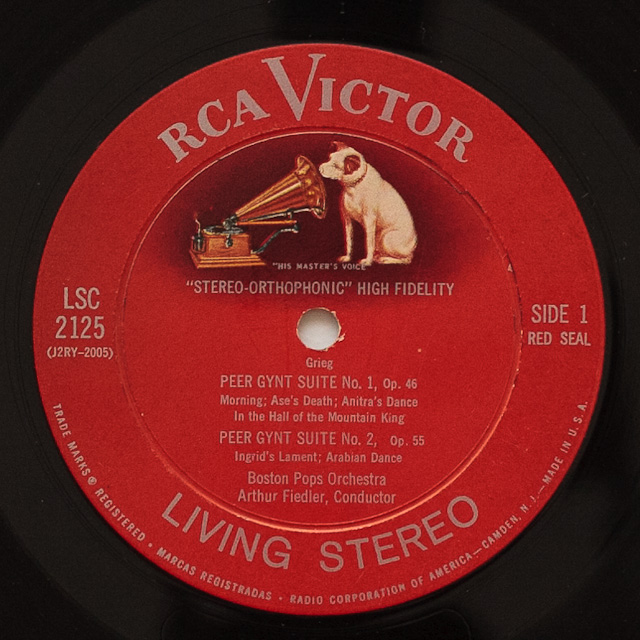 RCA VICTOR
"HIS MASTER'S VOICE"
"STEREO-ORTHOPHONIC" HIGH FIDELITY
LSC
2125
(J2RY-2005)
SIDE 1
RED SEAL
Grieg
PEER GYNT SUITE No. 1, Op. 46
Morning; Ase's Death; Anitra's Dance
In the Hall of the Mountain King
PEER GYNT SUITE No. 2, Op. 55
Ingrid's Lament; Arabian Dance
Boston Pops Orchestra
Arthur Fiedler, Conductor
LIVING STEREO
TRADE MARKS® REGISTERED • MARCAS REGISTRADAS • RADIO CORPORATION OF AMERICA—CAMDEN, N. J.—MADE IN U. S. A.